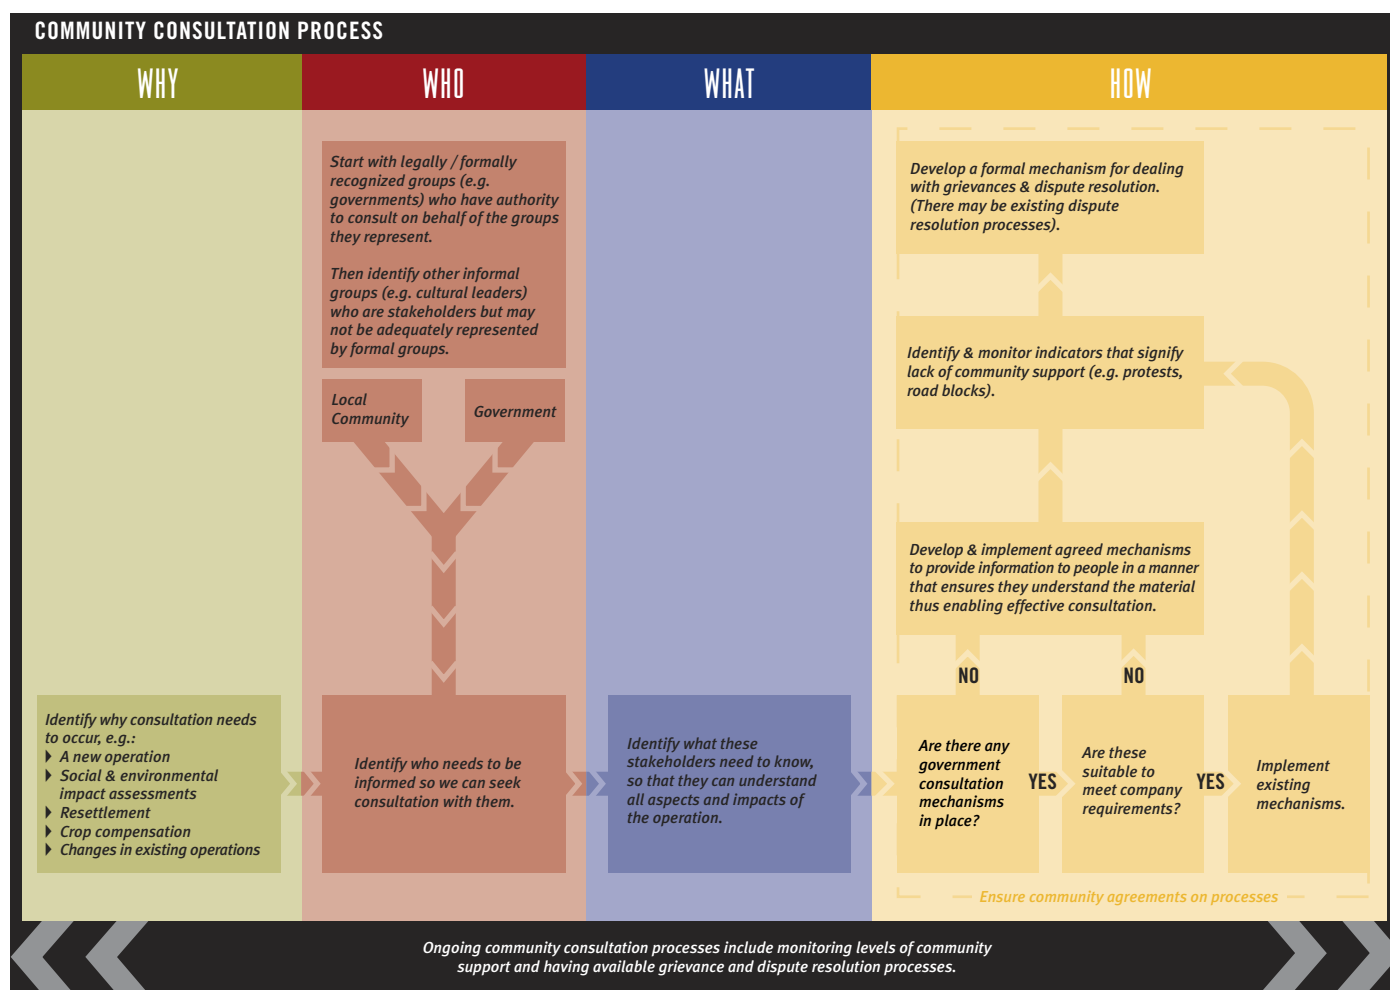 COMMUNITY CONSULTATION PROCESS
WHY
WHO
WHAT
HOW
Identify why consultation needs
to occur, e.g.:
A new operation
Social & environmental
impact assessments
Resettlement
Crop compensation
Changes in existing operations
Start with legally / formally
recognized groups (e.g.
governments) who have authority
to consult on behalf of the groups
they represent.
Then identify other informal
groups (e.g. cultural leaders)
who are stakeholders but may
not be adequately represented
by formal groups.
Local
Community
Government
Identify who needs to be
informed so we can seek
consultation with them.
Identify what these
stakeholders need to know,
so that they can understand
all aspects and impacts of
the operation.
Develop a formal mechanism for dealing
with grievances & dispute resolution.
(There may be existing dispute
resolution processes).
Identify & monitor indicators that signify
lack of community support (e.g. protests,
road blocks).
Develop & implement agreed mechanisms
to provide information to people in a manner
that ensures they understand the material
thus enabling effective consultation.
NO
NO
Are there any
government
consultation
mechanisms
in place?
YES
Are these
suitable to
meet company
requirements?
YES
Implement
existing
mechanisms.
Ensure community agreements on processes
Ongoing community consultation processes include monitoring levels of community
support and having available grievance and dispute resolution processes.